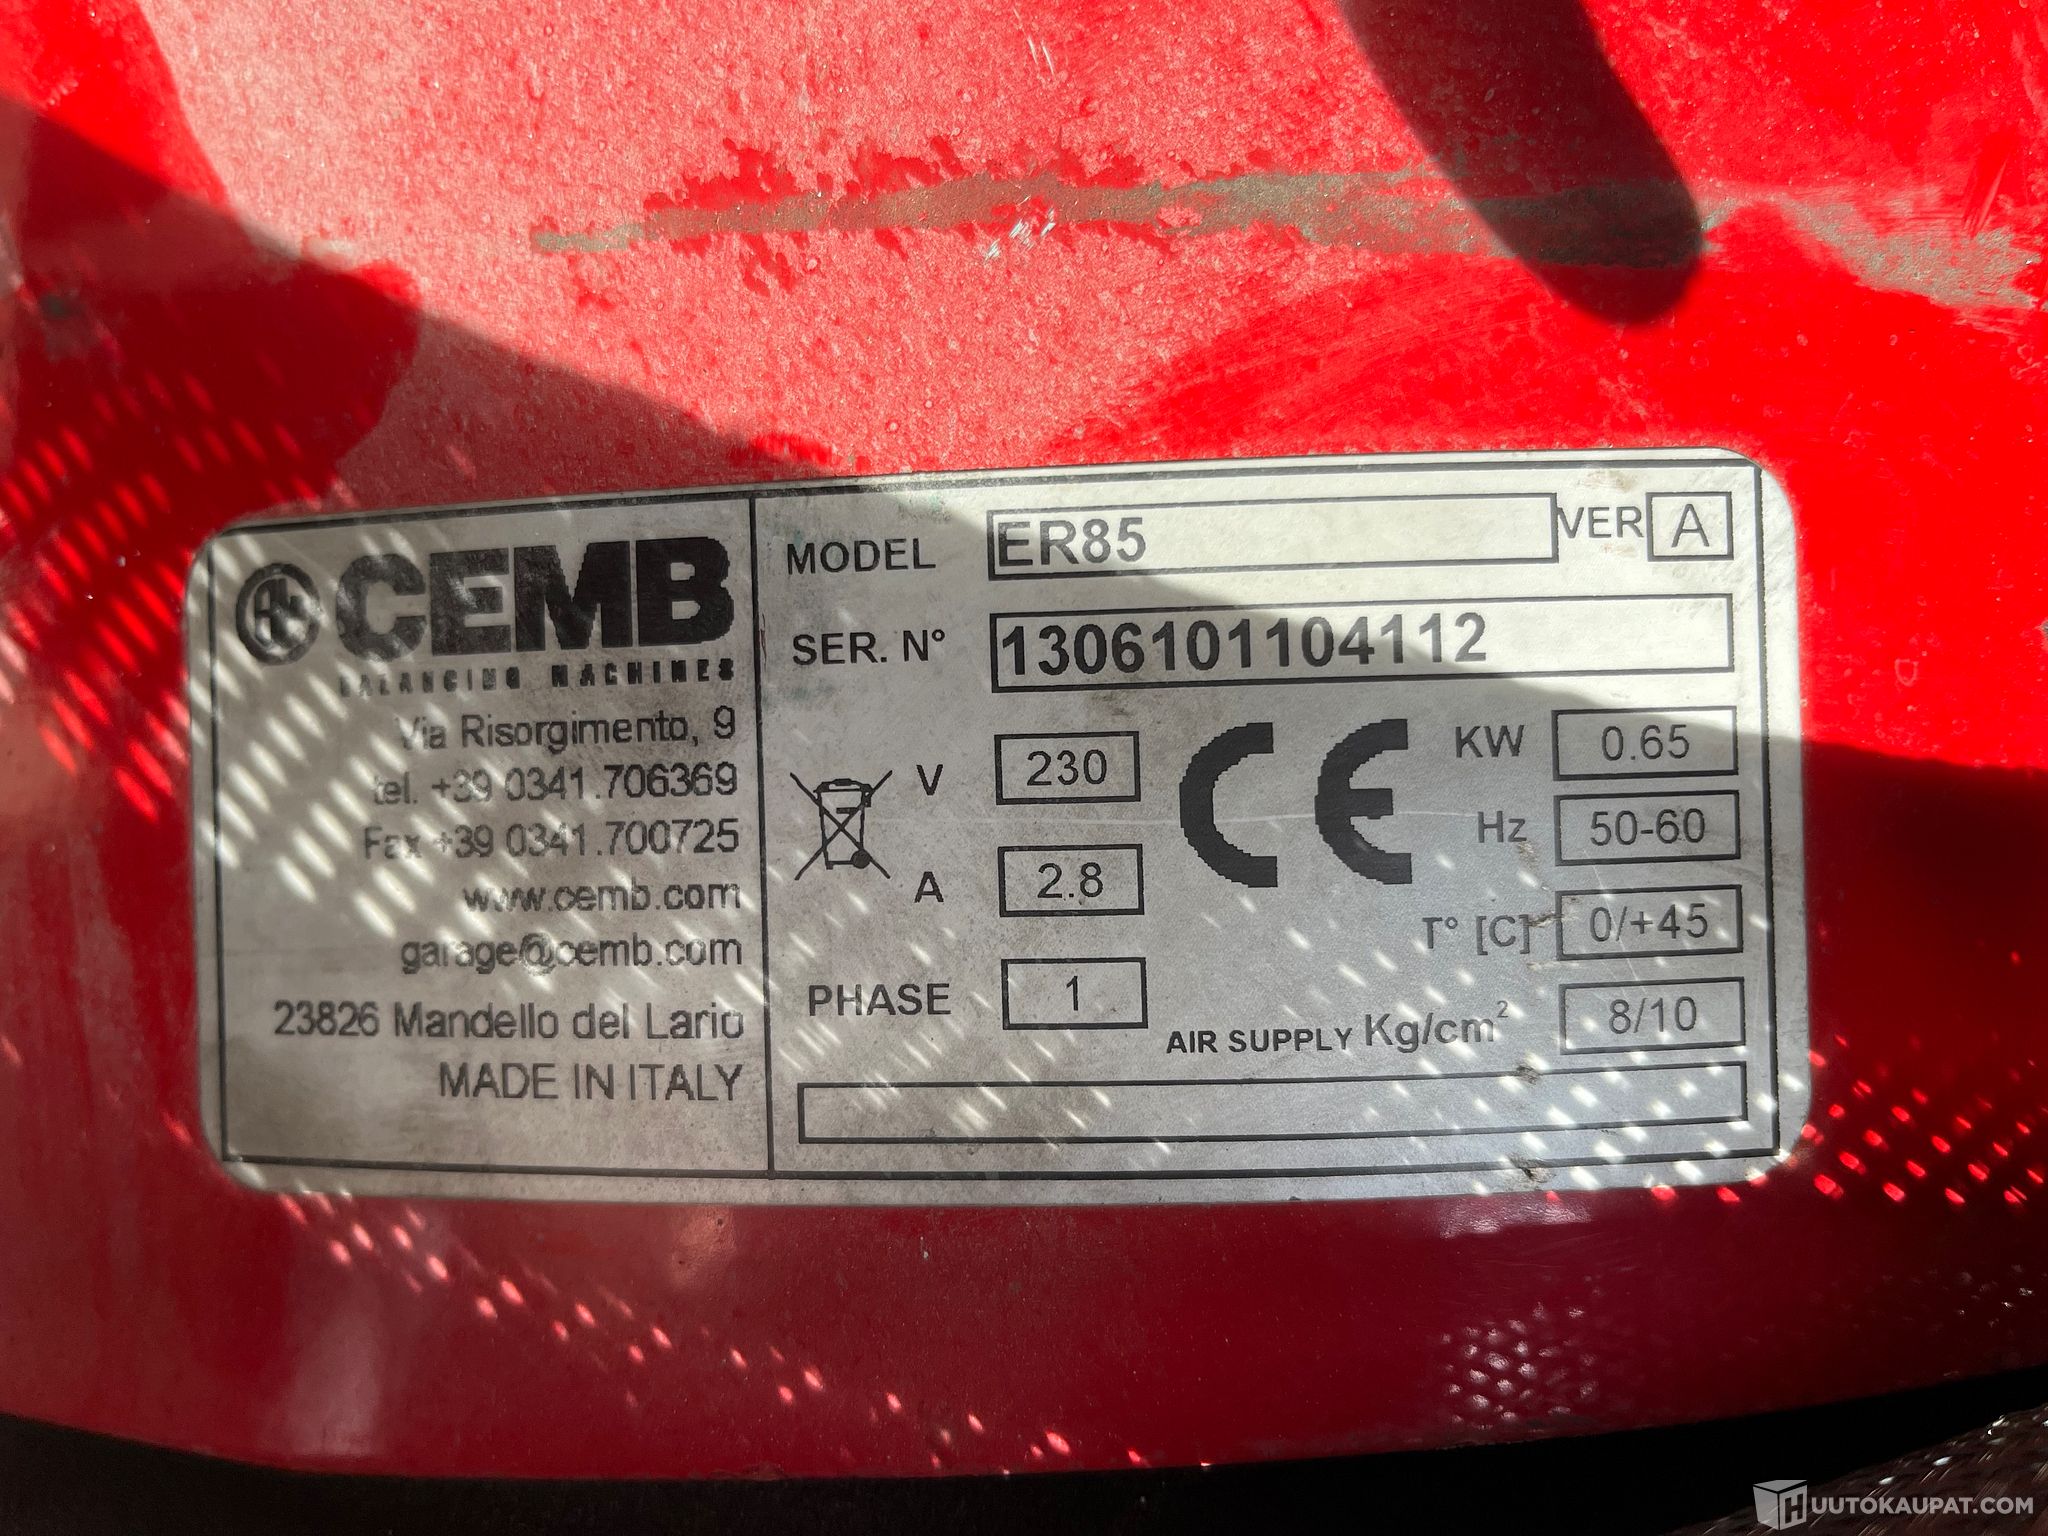 CEMB
BALANCING MACHINES
Via Risorgimento, 9
tel. +39 0341.706369
Fax +39 0341.700725
www.cemb.com
garage@cemb.com
23826 Mandello del Lario
MADE IN ITALY
MODEL ER85 VER A
SER. N° 1306101104112
V 230
A 2.8
PHASE 1
CE
KW 0.65
Hz 50-60
T° [C] 0/+45
AIR SUPPLY Kg/cm² 8/10
HUUTOKAUPAT.COM